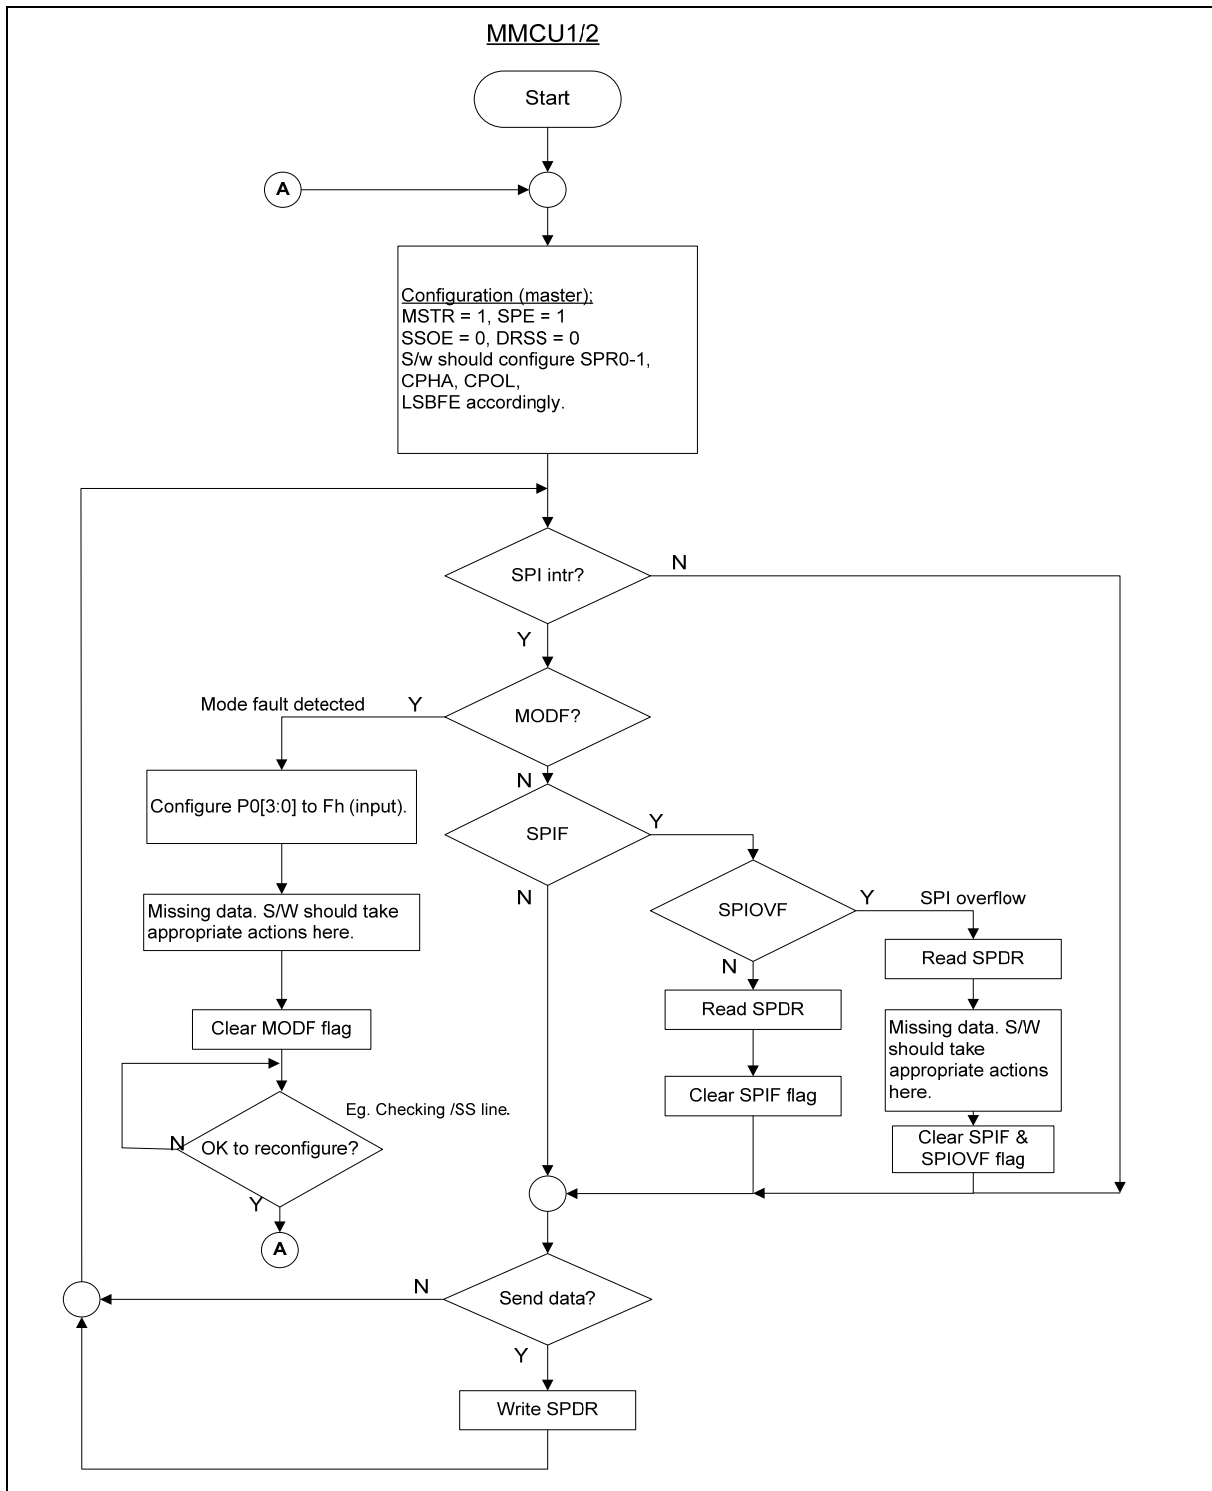 MMCU1/2
Start
A
Configuration (master);
MSTR = 1, SPE = 1
SSOE = 0, DRSS = 0
S/w should configure SPR0-1,
CPHA, CPOL,
LSBFE accordingly.
SPI intr?
N
Y
Mode fault detected
Y
MODF?
N
Configure P0[3:0] to Fh (input).
SPIF
Y
N
Missing data. S/W should take
appropriate actions here.
SPIOVF
Y
SPI overflow
N
Read SPDR
Read SPDR
Clear MODF flag
Missing data. S/W
should take
appropriate actions
here.
Clear SPIF flag
Eg. Checking /SS line.
OK to reconfigure?
N
Y
Clear SPIF &
SPIOVF flag
A
Send data?
N
Y
Write SPDR